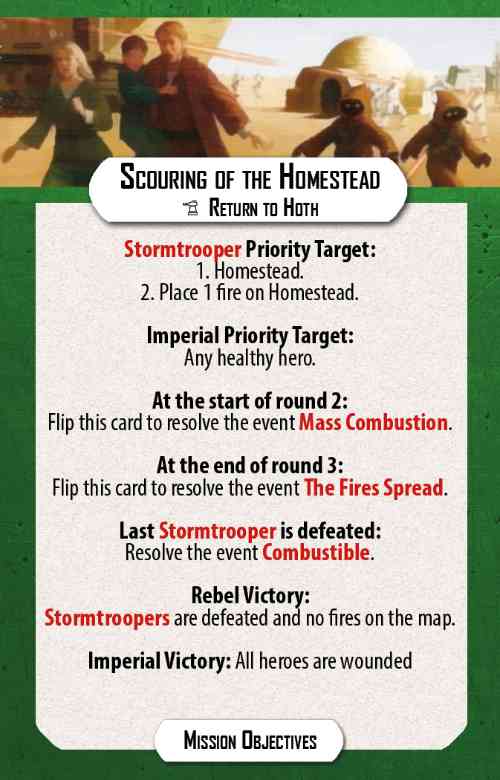 Scouring of the Homestead
Return to Hoth
Stormtrooper Priority Target:
1. Homestead.
2. Place 1 fire on Homestead.
Imperial Priority Target:
Any healthy hero.
At the start of round 2:
Flip this card to resolve the event Mass Combustion.
At the end of round 3:
Flip this card to resolve the event The Fires Spread.
Last Stormtrooper is defeated:
Resolve the event Combustible.
Rebel Victory:
Stormtroopers are defeated and no fires on the map.
Imperial Victory: All heroes are wounded
Mission Objectives